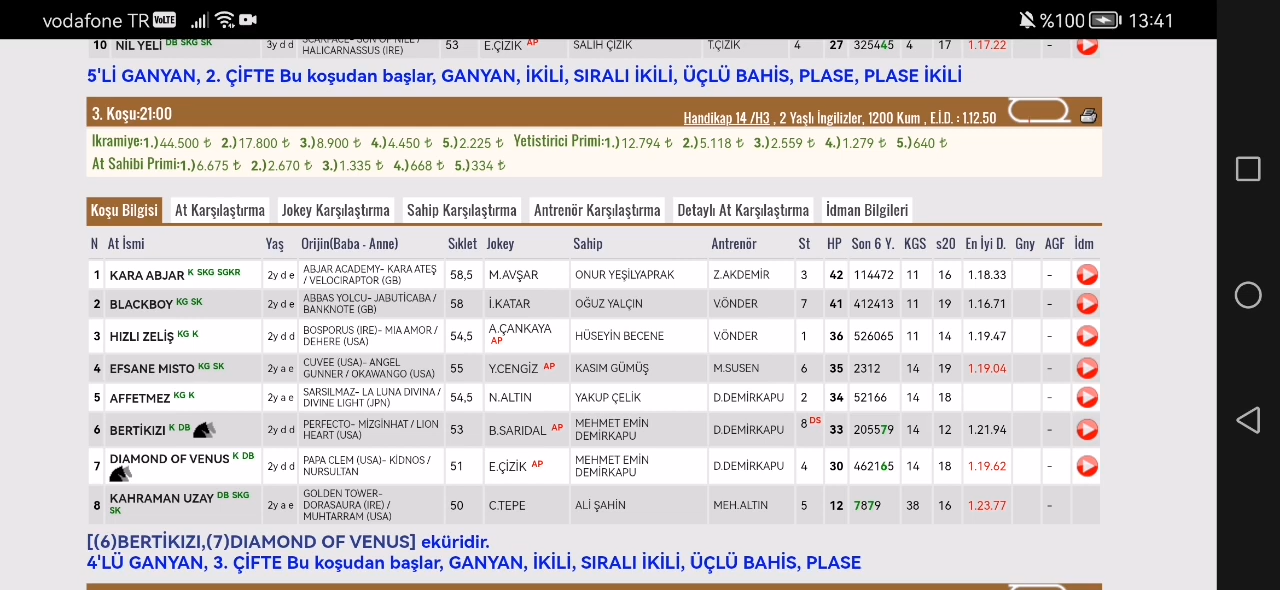 vodafone TR VoLTE %100 13:41
10 NİL YELİ DB SKG SK 3y d d HALICARNASSUS (IRE) 53 E.ÇİZİK AP SALİH ÇİZİK T.ÇİZİK 4 27 325445 4 17 1.17.22 -
5'Lİ GANYAN, 2. ÇİFTE Bu koşudan başlar, GANYAN, İKİLİ, SIRALI İKİLİ, ÜÇLÜ BAHİS, PLASE, PLASE İKİLİ
3. Koşu:21:00 Handikap 14 /H3 , 2 Yaşlı İngilizler, 1200 Kum , E.İ.D. : 1.12.50
Ikramiye:1.)44.500 ₺ 2.)17.800 ₺ 3.)8.900 ₺ 4.)4.450 ₺ 5.)2.225 ₺ Yetistirici Primi:1.)12.794 ₺ 2.)5.118 ₺ 3.)2.559 ₺ 4.)1.279 ₺ 5.)640 ₺
At Sahibi Primi:1.)6.675 ₺ 2.)2.670 ₺ 3.)1.335 ₺ 4.)668 ₺ 5.)334 ₺
Koşu Bilgisi At Karşılaştırma Jokey Karşılaştırma Sahip Karşılaştırma Antrenör Karşılaştırma Detaylı At Karşılaştırma İdman Bilgileri
N At İsmi Yaş Orijin(Baba - Anne) Sıklet Jokey Sahip Antrenör St HP Son 6 Y. KGS s20 En İyi D. Gny AGF İdm
1 KARA ABJAR K SKG SGKR 2y d e ABJAR ACADEMY- KARA ATEŞ / VELOCIRAPTOR (GB) 58,5 M.AVŞAR ONUR YEŞİLYAPRAK Z.AKDEMİR 3 42 114472 11 16 1.18.33 -
2 BLACKBOY KG SK 2y d e ABBAS YOLCU- JABUTİCABA / BANKNOTE (GB) 58 İ.KATAR OĞUZ YALÇIN V.ÖNDER 7 41 412413 11 19 1.16.71 -
3 HIZLI ZELİŞ KG K 2y d d BOSPORUS (IRE)- MIA AMOR / DEHERE (USA) 54,5 A.ÇANKAYA AP HÜSEYİN BECENE V.ÖNDER 1 36 526065 11 14 1.19.47 -
4 EFSANE MISTO KG SK 2y a e CUVEE (USA)- ANGEL GUNNER / OKAWANGO (USA) 55 Y.CENGİZ AP KASIM GÜMÜŞ M.SUSEN 6 35 2312 14 19 1.19.04 -
5 AFFETMEZ KG K 2y a e SARSILMAZ- LA LUNA DIVINA / DIVINE LIGHT (JPN) 54,5 N.ALTIN YAKUP ÇELİK D.DEMİRKAPU 2 34 52166 14 18 -
6 BERTİKIZI K DB 2y d d PERFECTO- MİZGİNHAT / LION HEART (USA) 53 B.SARIDAL AP MEHMET EMİN DEMİRKAPU D.DEMİRKAPU 8 DS 33 205579 14 12 1.21.94 -
7 DIAMOND OF VENUS K DB 2y d d PAPA CLEM (USA)- KİDNOS / NURSULTAN 51 E.ÇİZİK AP MEHMET EMİN DEMİRKAPU D.DEMİRKAPU 4 30 462165 14 18 1.19.62 -
8 KAHRAMAN UZAY DB SKG SK 2y a e GOLDEN TOWER- DORASAURA (IRE) / MUHTARRAM (USA) 50 C.TEPE ALİ ŞAHİN MEH.ALTIN 5 12 7879 38 16 1.23.77 -
[(6)BERTİKIZI,(7)DIAMOND OF VENUS] eküridir.
4'LÜ GANYAN, 3. ÇİFTE Bu koşudan başlar, GANYAN, İKİLİ, SIRALI İKİLİ, ÜÇLÜ BAHİS, PLASE